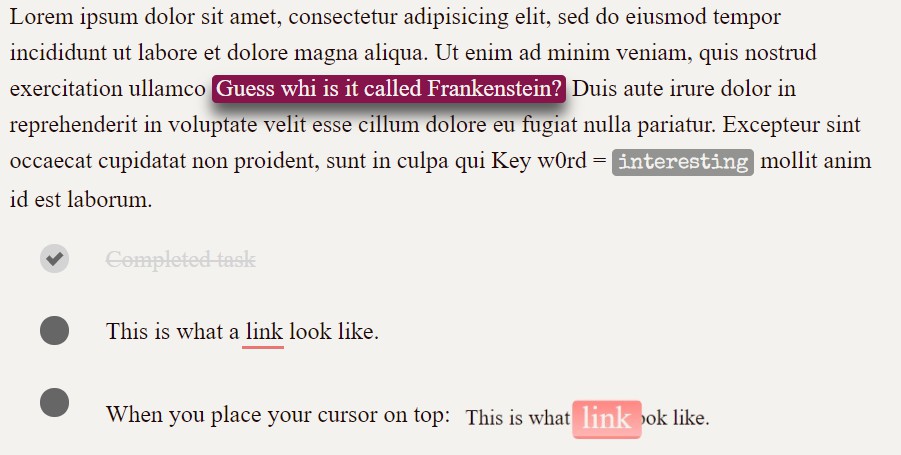 Lorem ipsum dolor sit amet, consectetur adipisicing elit, sed do eiusmod tempor
incididunt ut labore et dolore magna aliqua. Ut enim ad minim veniam, quis nostrud
exercitation ullamco Guess whi is it called Frankenstein? Duis aute irure dolor in
reprehenderit in voluptate velit esse cillum dolore eu fugiat nulla pariatur. Excepteur sint
occaecat cupidatat non proident, sunt in culpa qui Key w0rd = interesting mollit anim
id est laborum.
Completed task
This is what a link look like.
When you place your cursor on top: This is what link ook like.